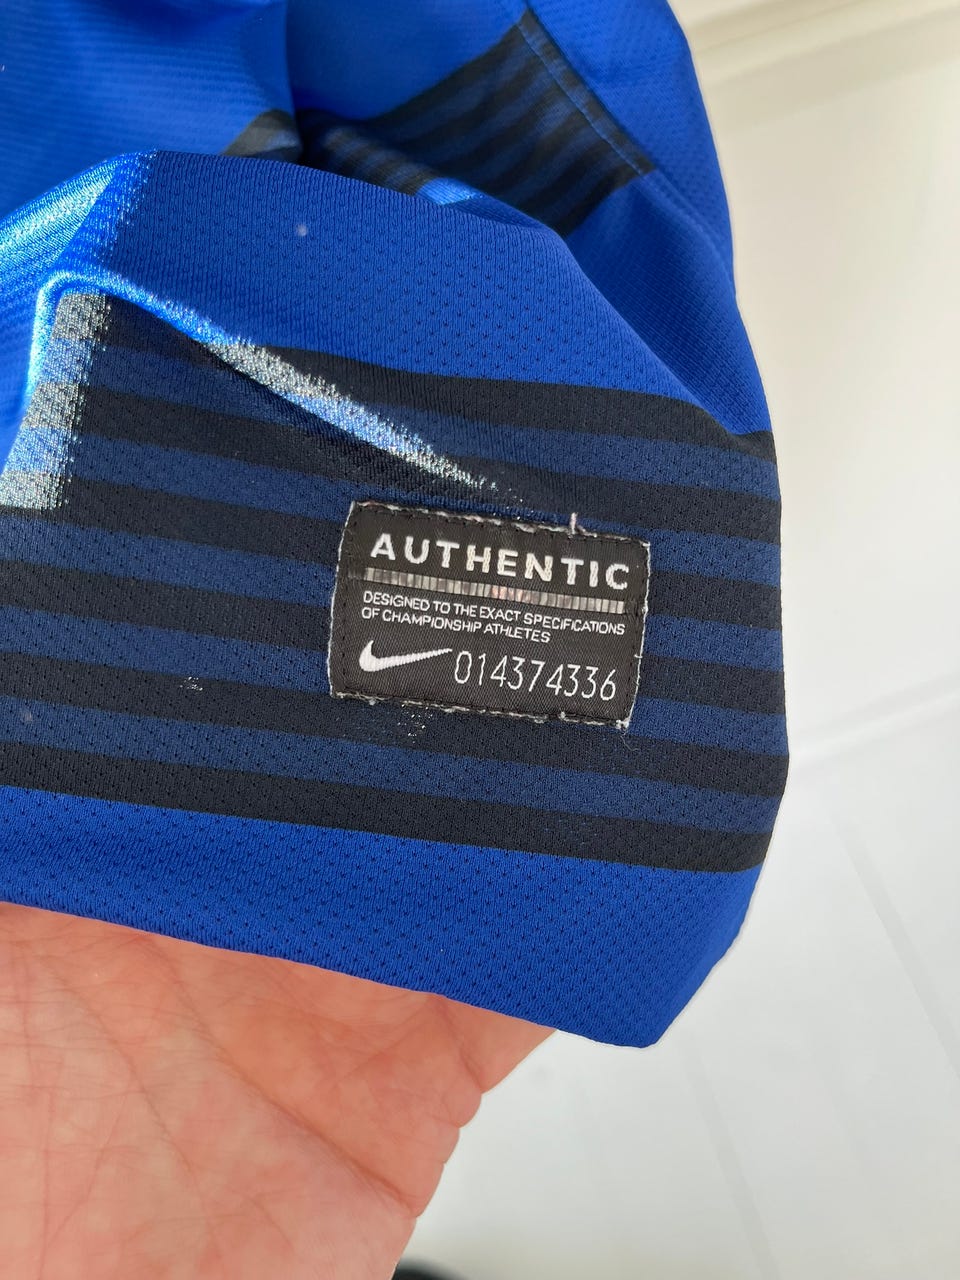 AUTHENTIC
DESIGNED TO THE EXACT SPECIFICATIONS
OF CHAMPIONSHIP ATHLETES
014374336